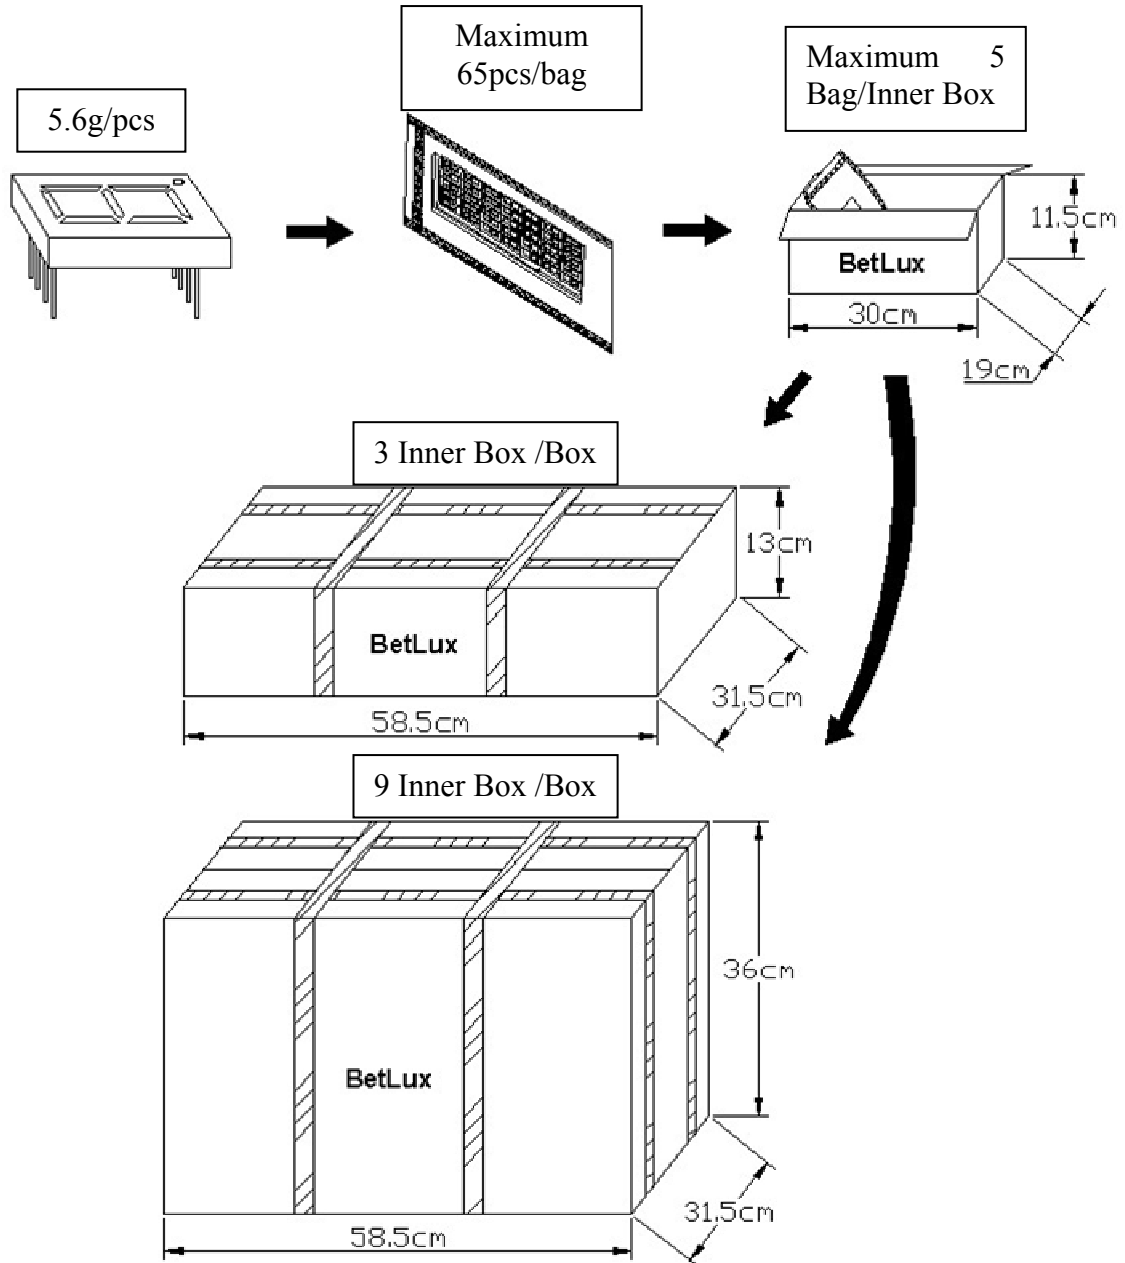 5.6g/pcs
Maximum
65pcs/bag
Maximum 5
Bag/Inner Box
BetLux
11.5cm
30cm
19cm
3 Inner Box /Box
BetLux
13cm
31.5cm
58.5cm
9 Inner Box /Box
BetLux
36cm
31.5cm
58.5cm